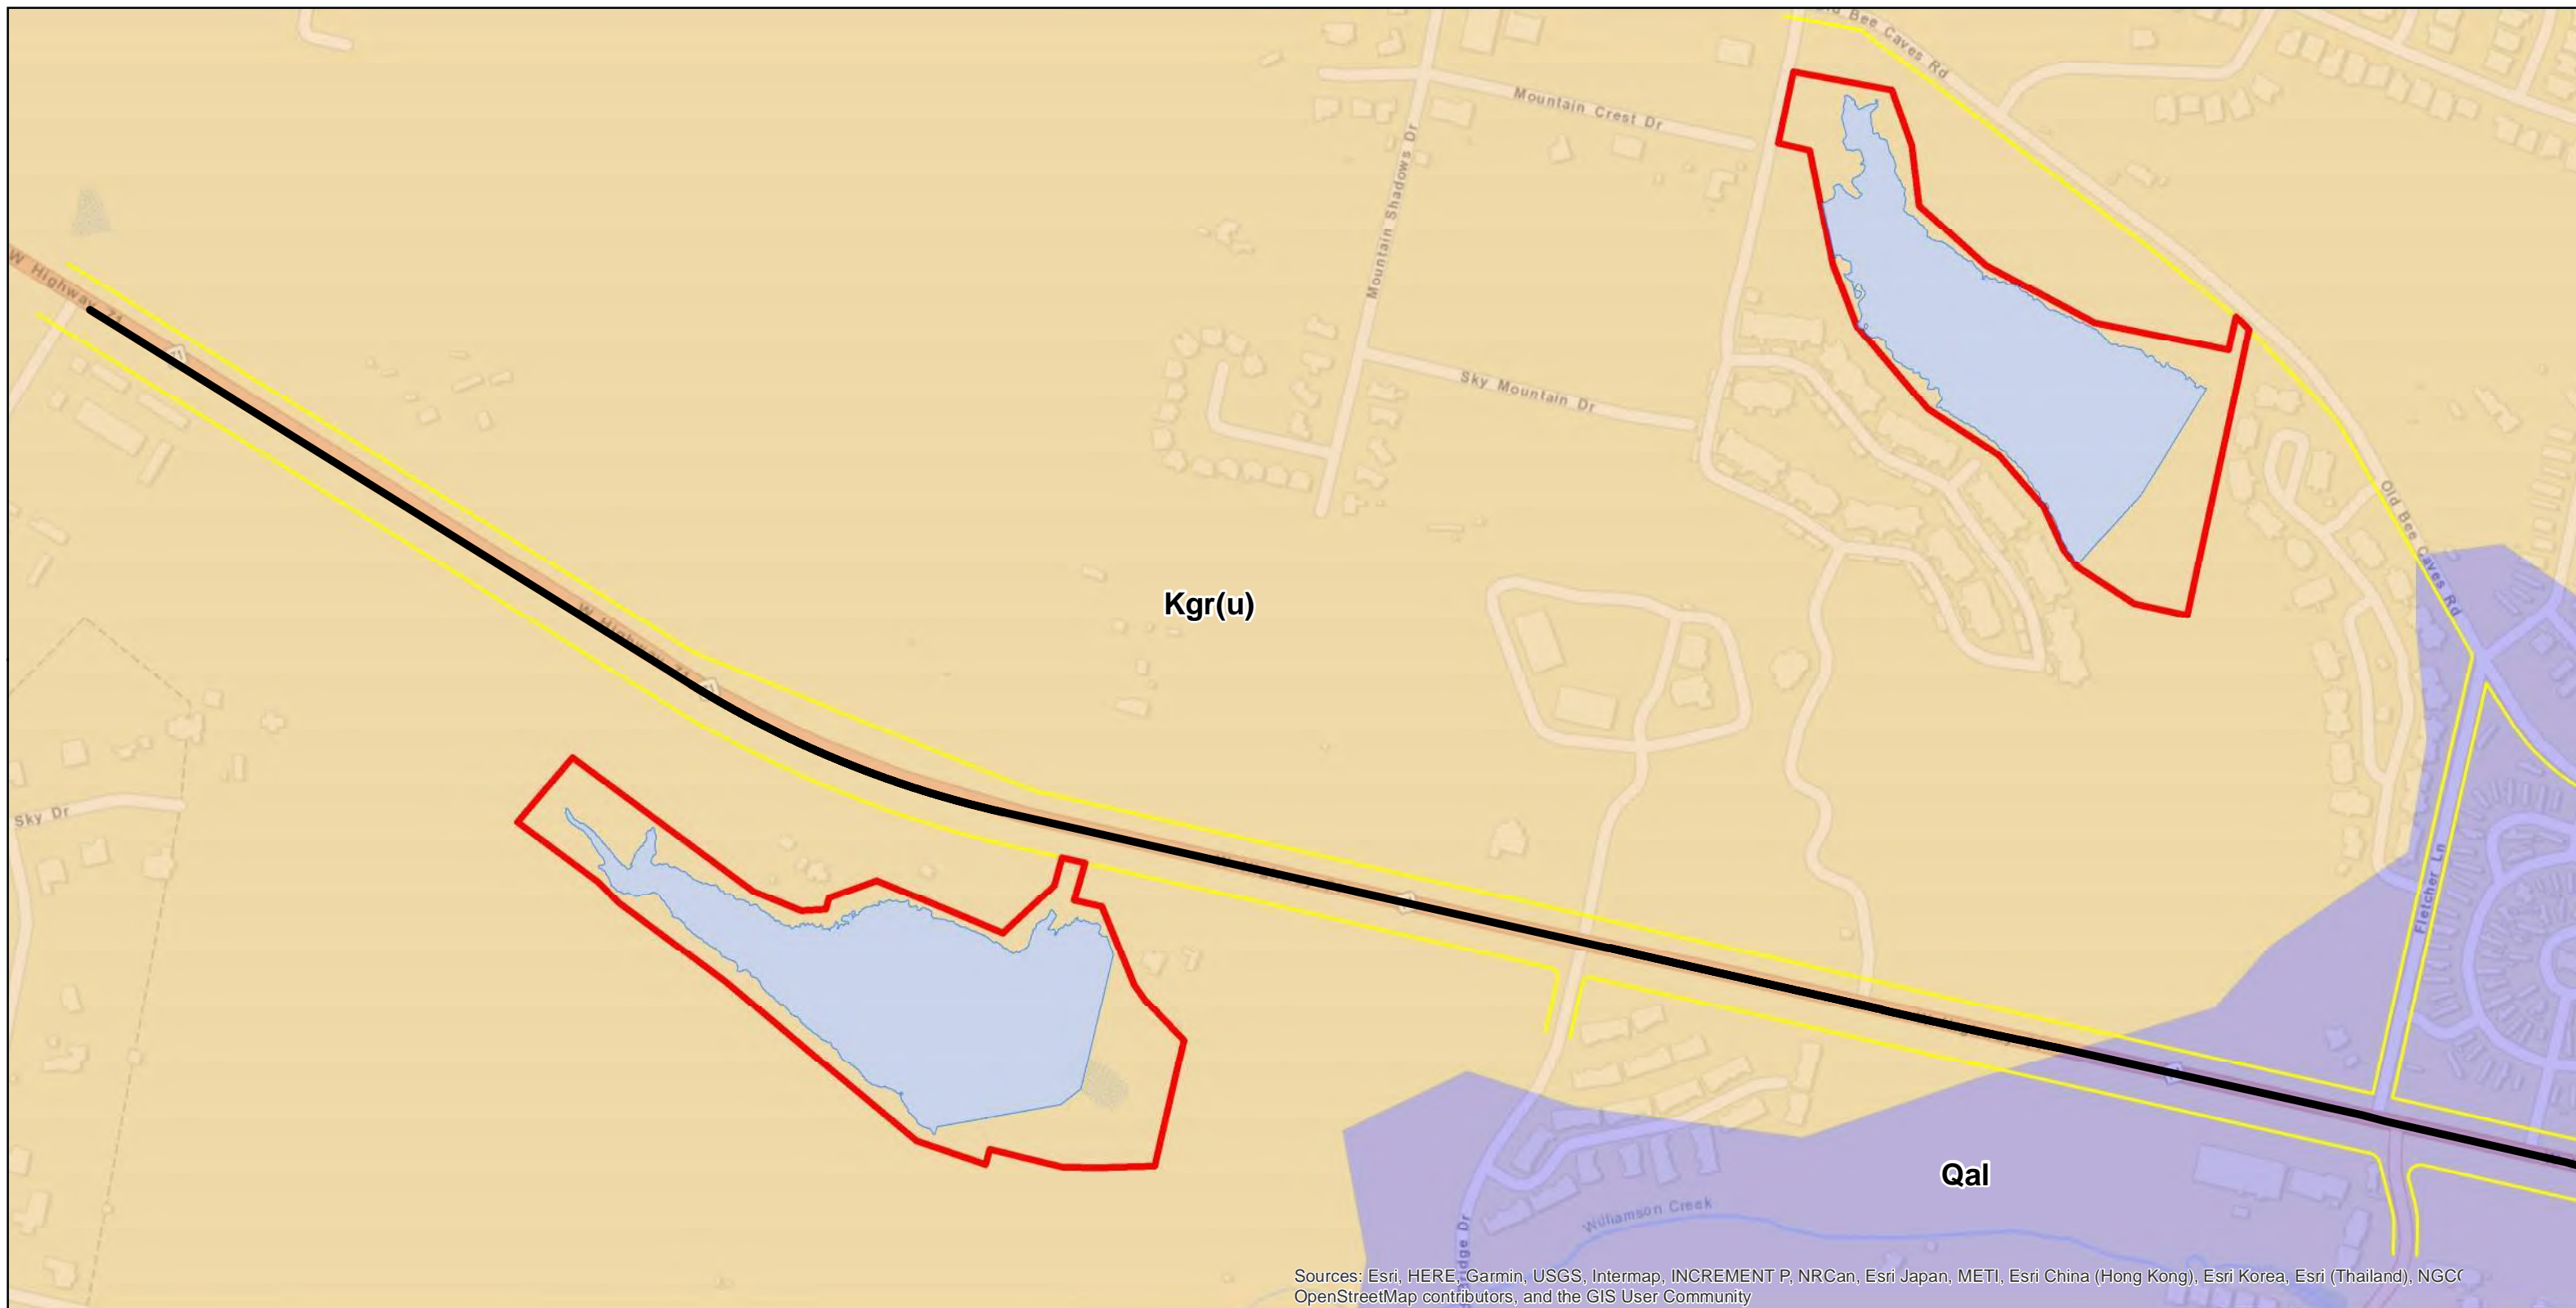 Old Bee Caves Rd
Mountain Crest Dr
Mountain Shadows Dr
W Highway 71
71
Sky Mountain Dr
Old Bee Caves Rd
Kgr(u)
W Highway 71
Sky Dr
Fletcher Ln
Qal
Williamson Creek
Sources: Esri, HERE, Garmin, USGS, Intermap, INCREMENT P, NRCan, Esri Japan, METI, Esri China (Hong Kong), Esri Korea, Esri (Thailand), NGCC
OpenStreetMap contributors, and the GIS User Community